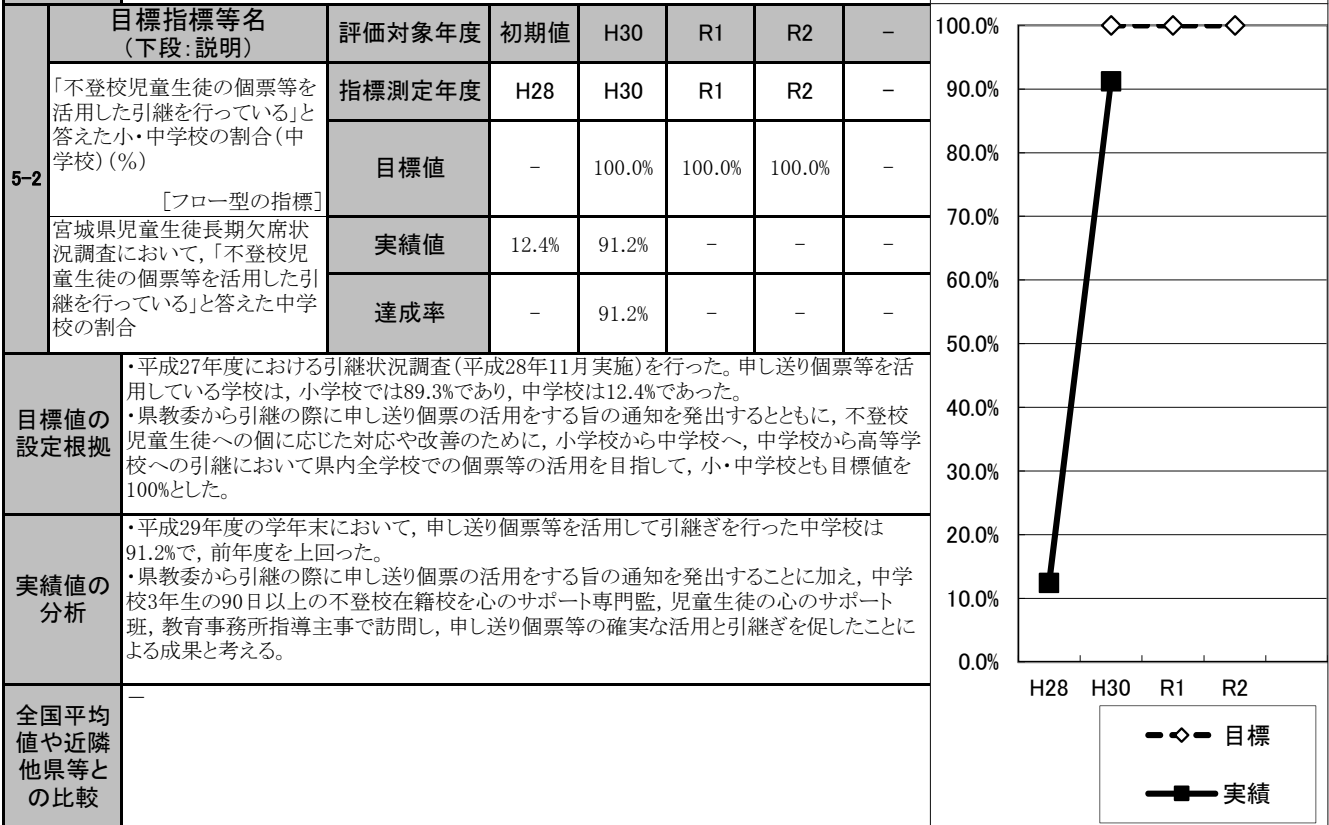 目標指標等名
(下段:説明)
評価対象年度 初期値 H30 R1 R2 -
5-2
「不登校児童生徒の個票等を
活用した引継を行っている」と
答えた小・中学校の割合(中
学校)(%)
[フロー型の指標]
指標測定年度 H28 H30 R1 R2 -
目標値 - 100.0% 100.0% 100.0% -
宮城県児童生徒長期欠席状
況調査において,「不登校児
童生徒の個票等を活用した引
継を行っている」と答えた中学
校の割合
実績値 12.4% 91.2% - - -
達成率 - 91.2% - - -
目標値の
設定根拠
・平成27年度における引継状況調査(平成28年11月実施)を行った。申し送り個票等を活
用している学校は,小学校では89.3%であり,中学校は12.4%であった。
・県教委から引継の際に申し送り個票の活用をする旨の通知を発出するとともに,不登校
児童生徒への個に応じた対応や改善のために,小学校から中学校へ,中学校から高等学
校への引継において県内全学校での個票等の活用を目指して,小・中学校とも目標値を
100%とした。
実績値の
分析
・平成29年度の学年末において,申し送り個票等を活用して引継ぎを行った中学校は
91.2%で,前年度を上回った。
・県教委から引継の際に申し送り個票の活用をする旨の通知を発出することに加え,中学
校3年生の90日以上の不登校在籍校を心のサポート専門監,児童生徒の心のサポート
班,教育事務所指導主事で訪問し,申し送り個票等の確実な活用と引継ぎを促したことに
よる成果と考える。
全国平均
値や近隣
他県等と
の比較
-
100.0%
90.0%
80.0%
70.0%
60.0%
50.0%
40.0%
30.0%
20.0%
10.0%
0.0%
H28 H30 R1 R2
目標
実績